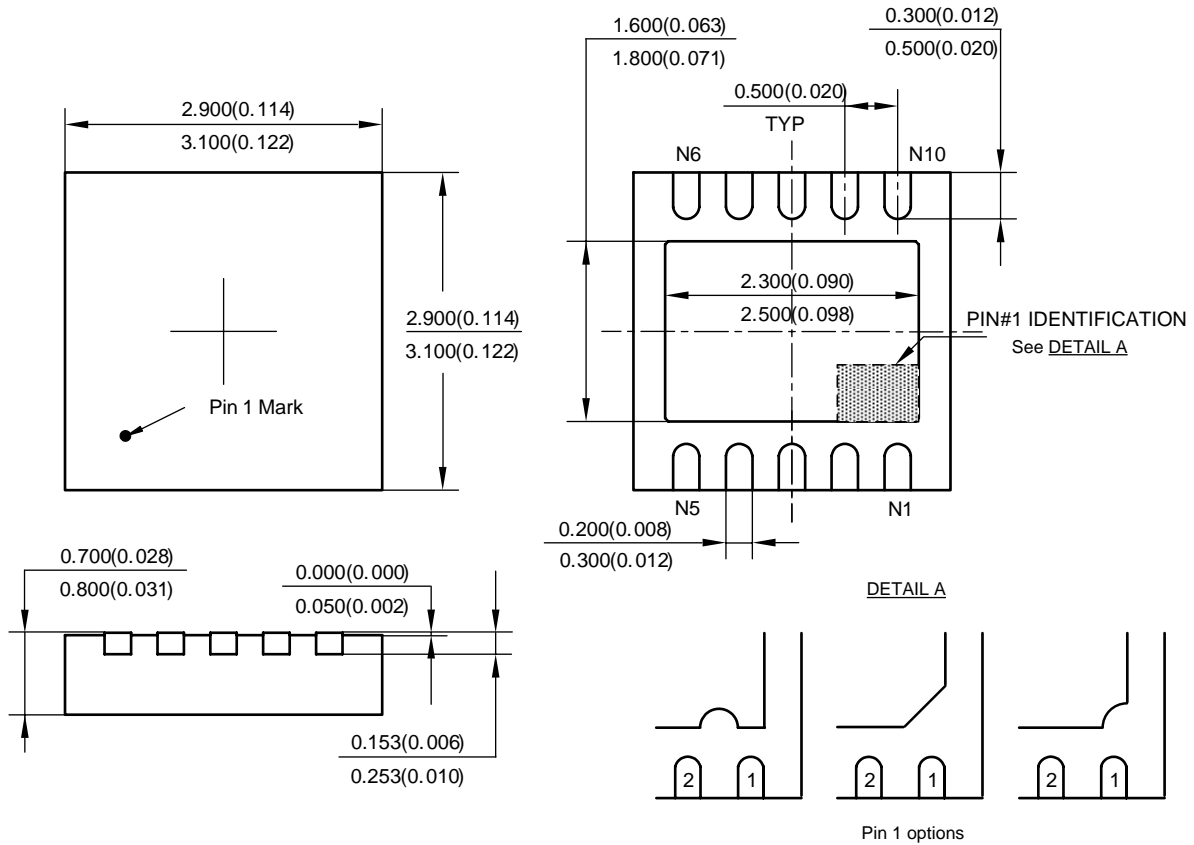 2.900(0.114)
3.100(0.122)
2.900(0.114)
3.100(0.122)
Pin 1 Mark
1.600(0.063)
1.800(0.071)
0.300(0.012)
0.500(0.020)
0.500(0.020)
TYP
N6
N10
2.300(0.090)
2.500(0.098)
PIN#1 IDENTIFICATION
See DETAIL A
N5
N1
0.200(0.008)
0.300(0.012)
0.700(0.028)
0.800(0.031)
0.000(0.000)
0.050(0.002)
0.153(0.006)
0.253(0.010)
DETAIL A
2 1
2 1
2 1
Pin 1 options